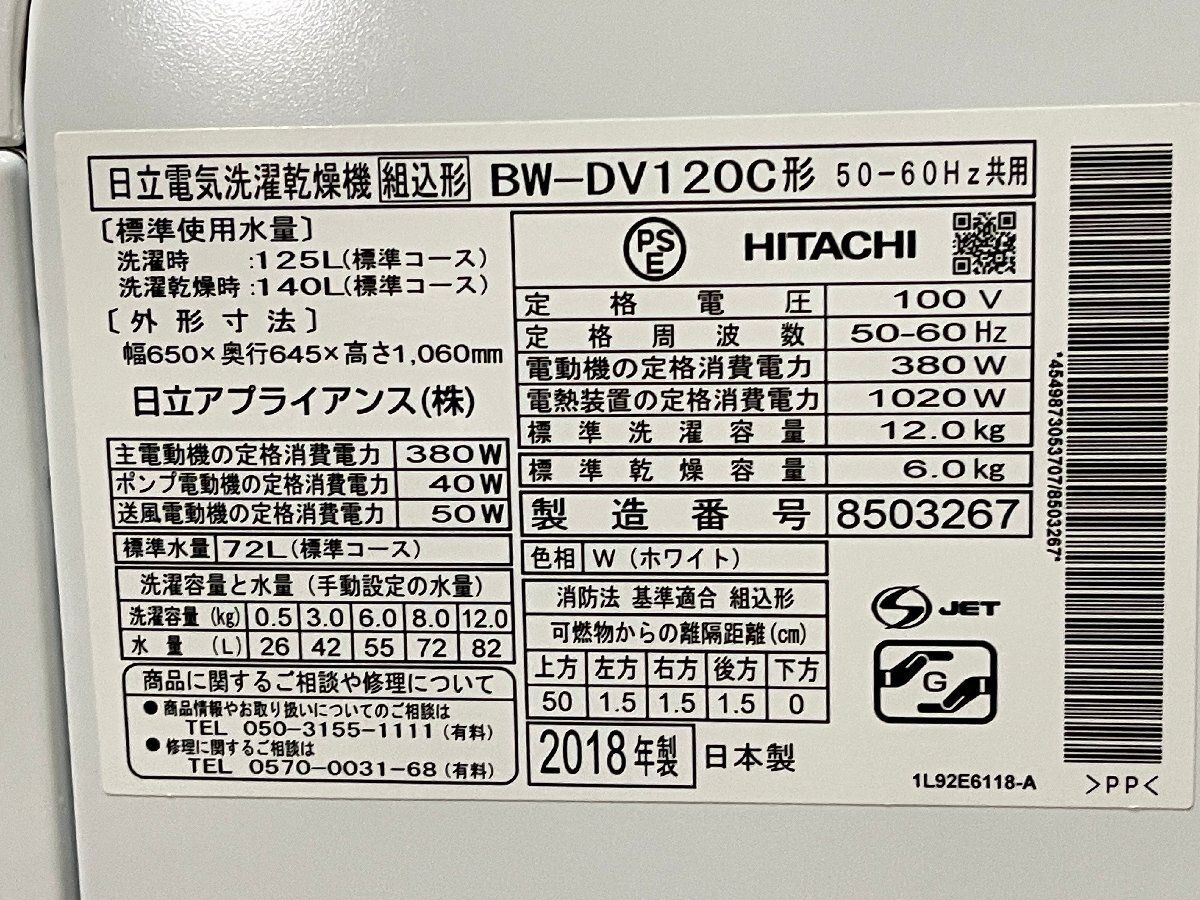 日立電気洗濯乾燥機 組込形 BW-DV120C形 50-60Hz共用
〔標準使用水量〕
洗濯時 :125L(標準コース)
洗濯乾燥時:140L(標準コース)
〔外形寸法〕
幅650×奥行645×高さ1,060mm
日立アプライアンス(株)
主電動機の定格消費電力 380W
ポンプ電動機の定格消費電力 40W
送風電動機の定格消費電力 50W
標準水量 72L(標準コース)
洗濯容量と水量(手動設定の水量)
洗濯容量(kg) 0.5 3.0 6.0 8.0 12.0
水量(L) 26 42 55 72 82
商品に関するご相談や修理について
●商品情報やお取り扱いについてのご相談は
TEL 050-3155-1111(有料)
●修理に関するご相談は
TEL 0570-0031-68(有料)
PS
E
HITACHI
定格電圧 100V
定格周波数 50-60Hz
電動機の定格消費電力 380W
電熱装置の定格消費電力 1020W
標準洗濯容量 12.0kg
標準乾燥容量 6.0kg
製造番号 8503267
色相 W(ホワイト)
消防法 基準適合 組込形
可燃物からの離隔距離(cm)
上方 左方 右方 後方 下方
50 1.5 1.5 1.5 0
2018年製 日本製
S JET
G
1L92E6118-A
*4549873053707/8503267*
>PP<